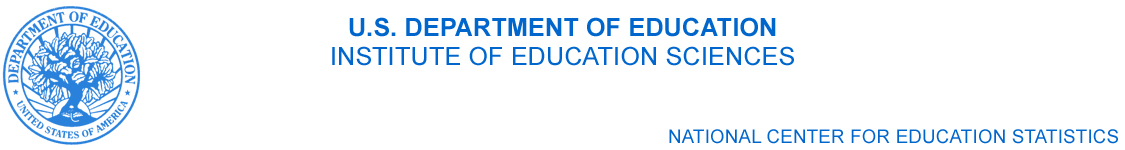 DEPARTMENT OF EDUCATION
UNITED STATES OF AMERICA
U.S. DEPARTMENT OF EDUCATION
INSTITUTE OF EDUCATION SCIENCES
NATIONAL CENTER FOR EDUCATION STATISTICS